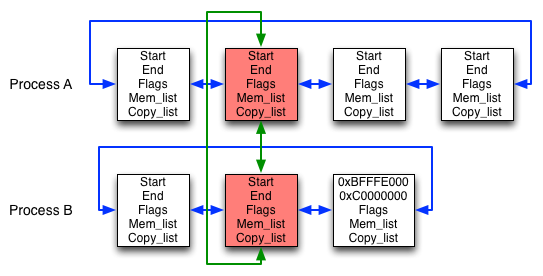 Process A
Start
End
Flags
Mem_list
Copy_list
Start
End
Flags
Mem_list
Copy_list
Start
End
Flags
Mem_list
Copy_list
Start
End
Flags
Mem_list
Copy_list
Process B
Start
End
Flags
Mem_list
Copy_list
Start
End
Flags
Mem_list
Copy_list
0xBFFFE000
0xC0000000
Flags
Mem_list
Copy_list